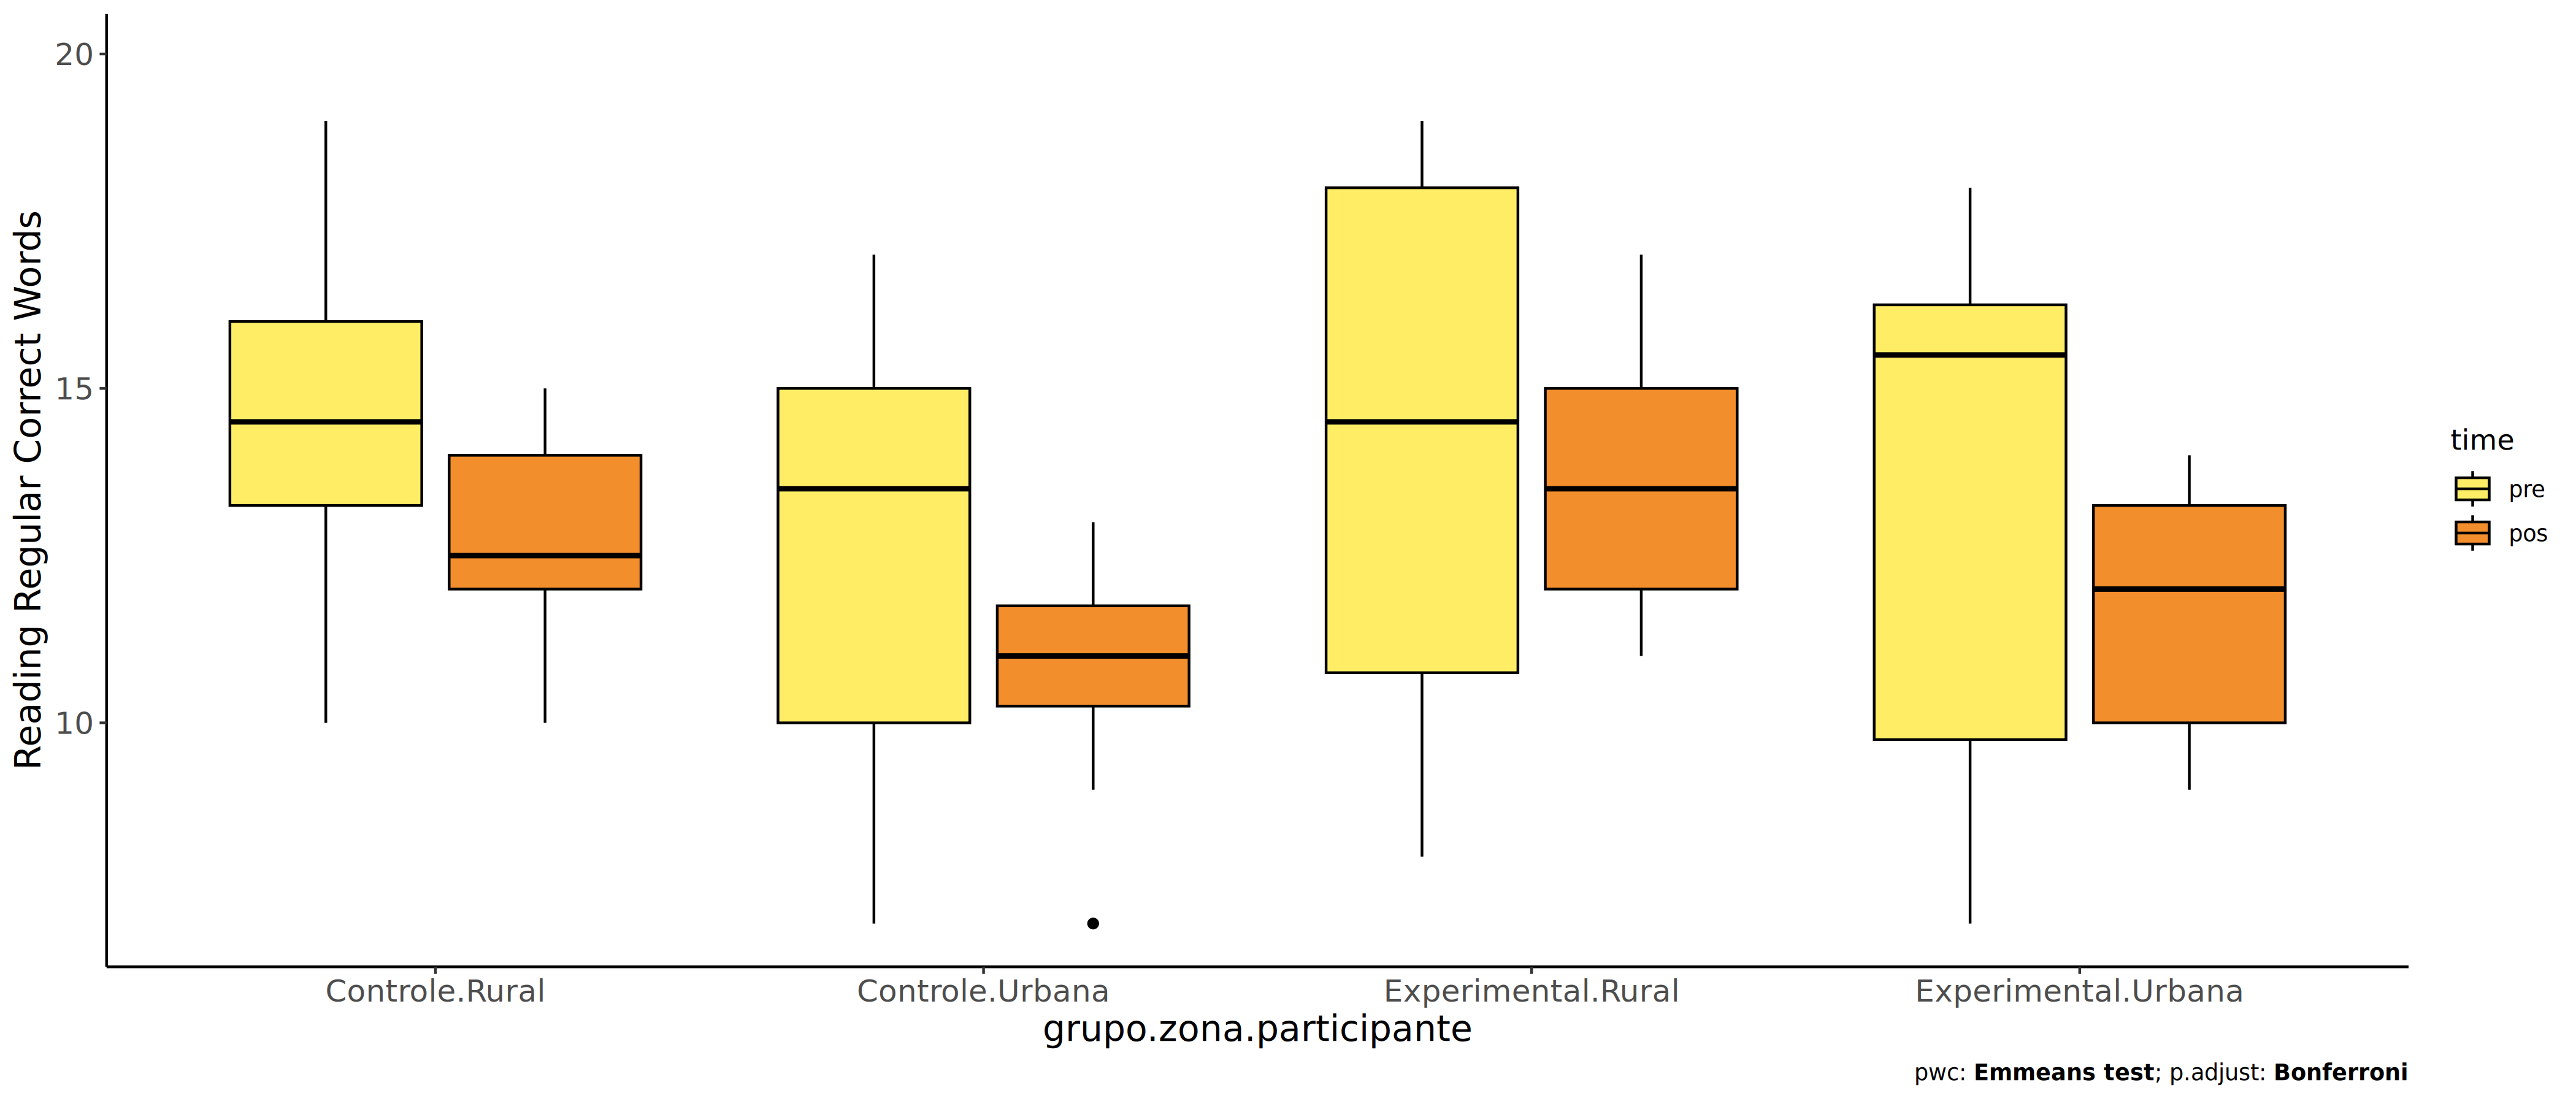 Reading Regular Correct Words
20
15
10
Controle.Rural
Controle.Urbana
Experimental.Rural
Experimental.Urbana
grupo.zona.participante
time
pre
pos
pwc: Emmeans test; p.adjust: Bonferroni